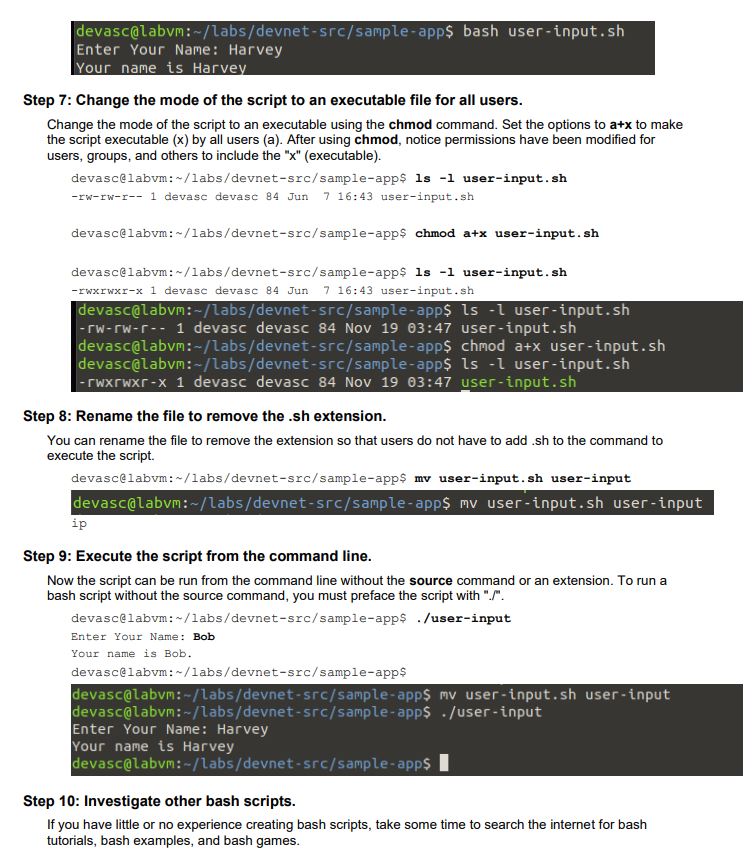 devasc@labvm:~/labs/devnet-src/sample-app$ bash user-input.sh
Enter Your Name: Harvey
Your name is Harvey
Step 7: Change the mode of the script to an executable file for all users.
Change the mode of the script to an executable using the chmod command. Set the options to a+x to make
the script executable (x) by all users (a). After using chmod, notice permissions have been modified for
users, groups, and others to include the "x" (executable).
devasc@labvm:~/labs/devnet-src/sample-app$ ls -l user-input.sh
-rw-rw-r-- 1 devasc devasc 84 Jun  7 16:43 user-input.sh
devasc@labvm:~/labs/devnet-src/sample-app$ chmod a+x user-input.sh
devasc@labvm:~/labs/devnet-src/sample-app$ ls -l user-input.sh
-rwxrwxr-x 1 devasc devasc 84 Jun  7 16:43 user-input.sh
devasc@labvm:~/labs/devnet-src/sample-app$ ls -l user-input.sh
-rw-rw-r-- 1 devasc devasc 84 Nov 19 03:47 user-input.sh
devasc@labvm:~/labs/devnet-src/sample-app$ chmod a+x user-input.sh
devasc@labvm:~/labs/devnet-src/sample-app$ ls -l user-input.sh
-rwxrwxr-x 1 devasc devasc 84 Nov 19 03:47 user-input.sh
Step 8: Rename the file to remove the .sh extension.
You can rename the file to remove the extension so that users do not have to add .sh to the command to
execute the script.
devasc@labvm:~/labs/devnet-src/sample-app$ mv user-input.sh user-input
devasc@labvm:~/labs/devnet-src/sample-app$ mv user-input.sh user-input
ip
Step 9: Execute the script from the command line.
Now the script can be run from the command line without the source command or an extension. To run a
bash script without the source command, you must preface the script with "./".
devasc@labvm:~/labs/devnet-src/sample-app$ ./user-input
Enter Your Name: Bob
Your name is Bob.
devasc@labvm:~/labs/devnet-src/sample-app$
devasc@labvm:~/labs/devnet-src/sample-app$ mv user-input.sh user-input
devasc@labvm:~/labs/devnet-src/sample-app$ ./user-input
Enter Your Name: Harvey
Your name is Harvey
devasc@labvm:~/labs/devnet-src/sample-app$
Step 10: Investigate other bash scripts.
If you have little or no experience creating bash scripts, take some time to search the internet for bash
tutorials, bash examples, and bash games.